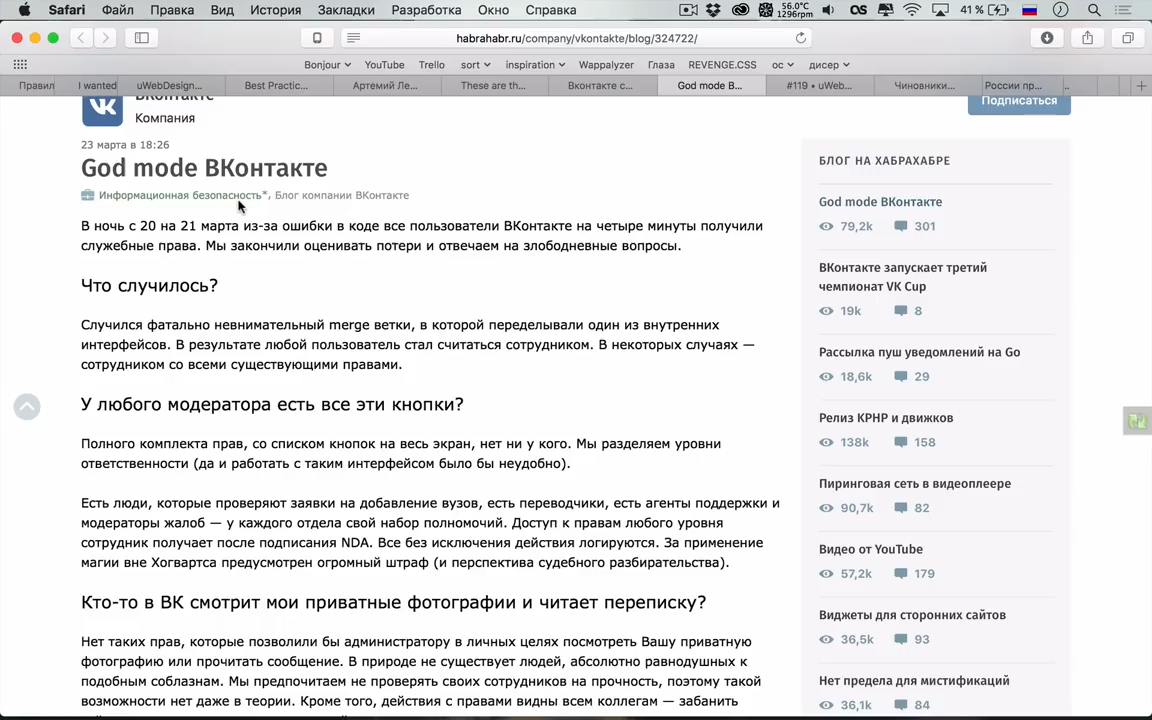 Safari Файл Правка Вид История Закладки Разработка Окно Справка
56.0°C
1296rpm
41 %
habrahabr.ru/company/vkontakte/blog/324722/
Bonjour YouTube Trello sort inspiration Wappalyzer Глаза REVENGE.CSS ос дисер
Правил I wanted uWebDesign... Best Practic... Артемий Ле... These are th... Вконтакте с... God mode В... #119 • uWeb... Чиновники... России пр...
ВКонтакте
Компания
Подписаться
23 марта в 18:26
God mode ВКонтакте
Информационная безопасность*, Блог компании ВКонтакте
В ночь с 20 на 21 марта из-за ошибки в коде все пользователи ВКонтакте на четыре минуты получили
служебные права. Мы закончили оценивать потери и отвечаем на злободневные вопросы.
Что случилось?
Случился фатально невнимательный merge ветки, в которой переделывали один из внутренних
интерфейсов. В результате любой пользователь стал считаться сотрудником. В некоторых случаях —
сотрудником со всеми существующими правами.
У любого модератора есть все эти кнопки?
Полного комплекта прав, со списком кнопок на весь экран, нет ни у кого. Мы разделяем уровни
ответственности (да и работать с таким интерфейсом было бы неудобно).
Есть люди, которые проверяют заявки на добавление вузов, есть переводчики, есть агенты поддержки и
модераторы жалоб — у каждого отдела свой набор полномочий. Доступ к правам любого уровня
сотрудник получает после подписания NDA. Все без исключения действия логируются. За применение
магии вне Хогвартса предусмотрен огромный штраф (и перспектива судебного разбирательства).
Кто-то в ВК смотрит мои приватные фотографии и читает переписку?
Нет таких прав, которые позволили бы администратору в личных целях посмотреть Вашу приватную
фотографию или прочитать сообщение. В природе не существует людей, абсолютно равнодушных к
подобным соблазнам. Мы предпочитаем не проверять своих сотрудников на прочность, поэтому такой
возможности нет даже в теории. Кроме того, действия с правами видны всем коллегам — забанить
БЛОГ НА ХАБРАХАБРЕ
God mode ВКонтакте
79,2k 301
ВКонтакте запускает третий
чемпионат VK Cup
19k 8
Рассылка пуш уведомлений на Go
18,6k 29
Релиз KPHP и движков
138k 158
Пиринговая сеть в видеоплеере
90,7k 82
Видео от YouTube
57,2k 179
Виджеты для сторонних сайтов
36,5k 93
Нет предела для мистификаций
36,1k 84